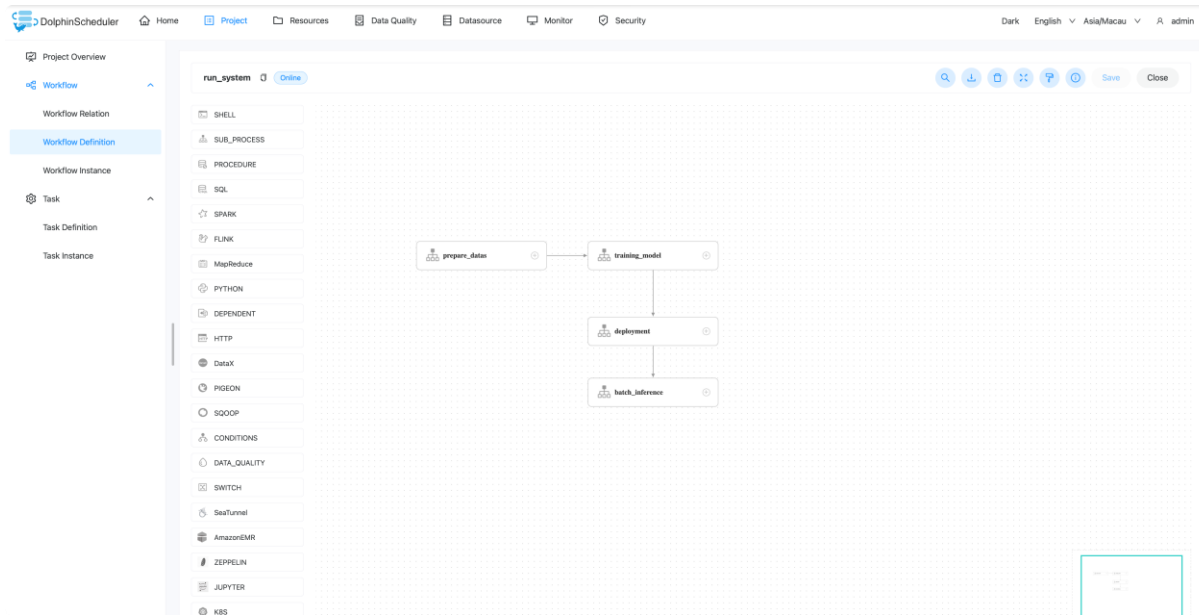 DolphinScheduler Home Project Resources Data Quality Datasource Monitor Security Dark English Asia/Macau admin
Project Overview
Workflow
Workflow Relation
Workflow Definition
Workflow Instance
Task
Task Definition
Task Instance
run_system Online Save Close
SHELL
SUB_PROCESS
PROCEDURE
SQL
SPARK
FLINK
MapReduce
PYTHON
DEPENDENT
HTTP
DataX
PIGEON
SQOOP
CONDITIONS
DATA_QUALITY
SWITCH
SeaTunnel
AmazonEMR
ZEPPELIN
JUPYTER
K8S
prepare_datas training_model
deployment
batch_inference